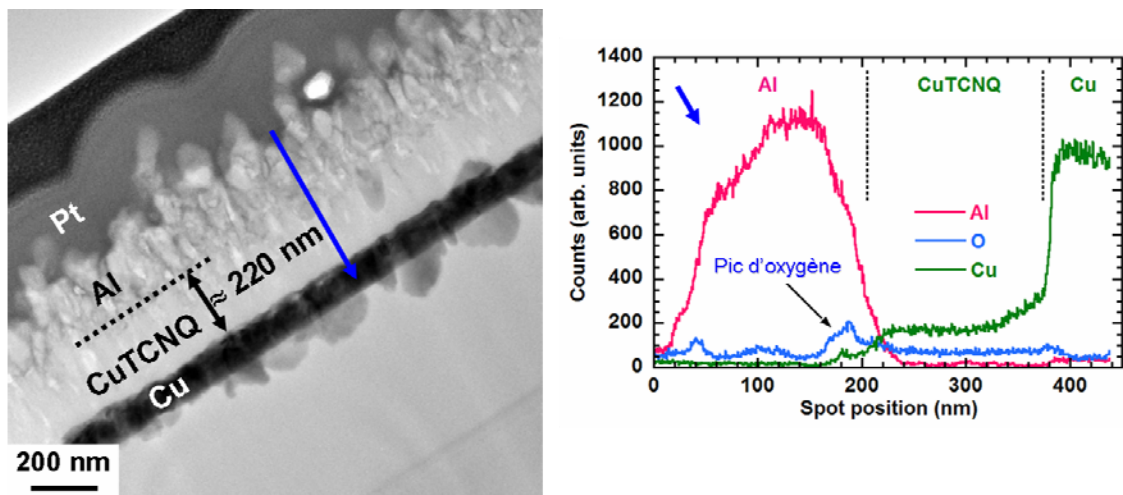 Pt
Al
CuTCNQ
≈ 220 nm
Cu
200 nm
1400
1200
1000
800
600
400
200
0
Counts (arb. units)
Al
CuTCNQ
Cu
Al
O
Cu
Pic d'oxygène
0
100
200
300
400
Spot position (nm)